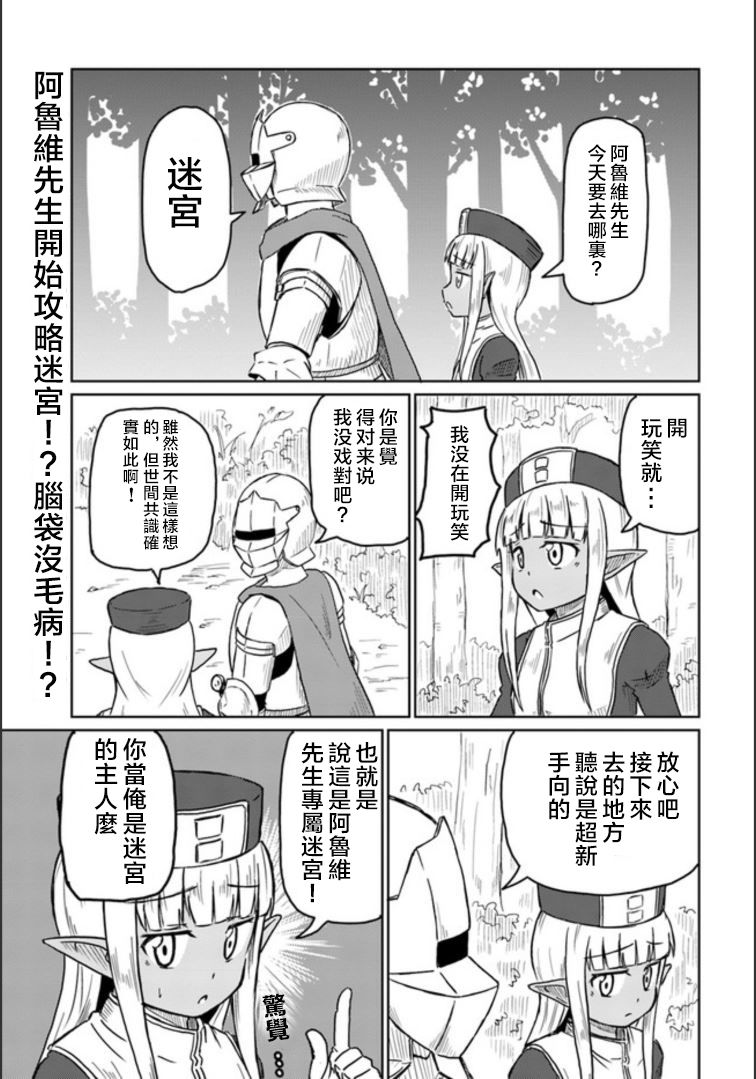 阿魯維先生
今天要去哪裏？
迷宮
阿魯維先生開始攻略迷宮！？腦袋沒毛病！？
開
玩笑就…
我没在開玩笑
你是覺
得对来说
我没戏對吧？
雖然我不是這樣想
的，但世間共識確
實如此啊！
放心吧
接下來
去的地方
聽說是超新
手向的
也就是
說這是阿魯維
先生專屬迷宮！
你當俺是迷宮
的主人麼
驚覺…